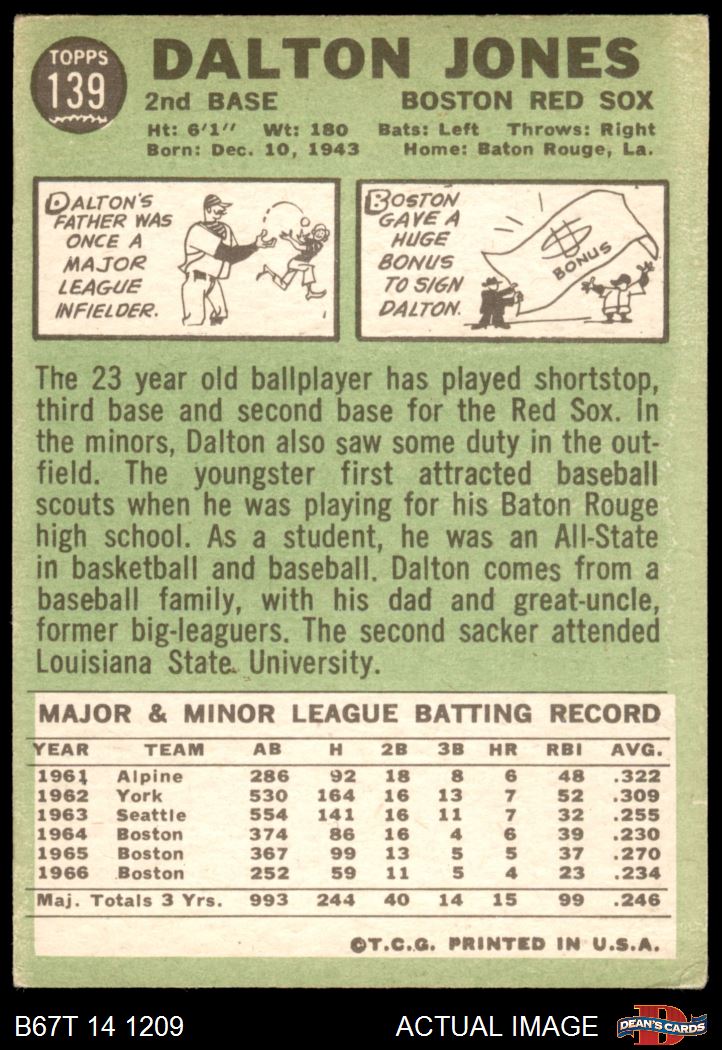 TOPPS
139
DALTON JONES
2nd BASE BOSTON RED SOX
Ht: 6'1" Wt: 180 Bats: Left Throws: Right
Born: Dec. 10, 1943 Home: Baton Rouge, La.
DALTON'S
FATHER WAS
ONCE A
MAJOR
LEAGUE
INFIELDER.
BOSTON
GAVE A
HUGE
BONUS
TO SIGN
DALTON.
$
BONUS
The 23 year old ballplayer has played shortstop,
third base and second base for the Red Sox. In
the minors, Dalton also saw some duty in the out-
field. The youngster first attracted baseball
scouts when he was playing for his Baton Rouge
high school. As a student, he was an All-State
in basketball and baseball. Dalton comes from a
baseball family, with his dad and great-uncle,
former big-leaguers. The second sacker attended
Louisiana State University.
MAJOR & MINOR LEAGUE BATTING RECORD
YEAR TEAM AB H 2B 3B HR RBI AVG.
1961 Alpine 286 92 18 8 6 48 .322
1962 York 530 164 16 13 7 52 .309
1963 Seattle 554 141 16 11 7 32 .255
1964 Boston 374 86 16 4 6 39 .230
1965 Boston 367 99 13 5 5 37 .270
1966 Boston 252 59 11 5 4 23 .234
Maj. Totals 3 Yrs. 993 244 40 14 15 99 .246
©T.C.G. PRINTED IN U.S.A.
B67T 14 1209 ACTUAL IMAGE D DEAN'S CARDS